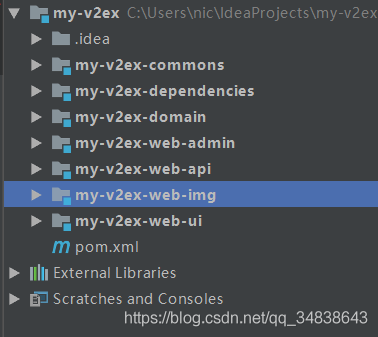 my-v2ex C:\Users\nic\IdeaProjects\my-v2ex
.idea
my-v2ex-commons
my-v2ex-dependencies
my-v2ex-domain
my-v2ex-web-admin
my-v2ex-web-api
my-v2ex-web-img
my-v2ex-web-ui
m pom.xml
External Libraries
Scratches and Consoles
https://blog.csdn.net/qq_34838643